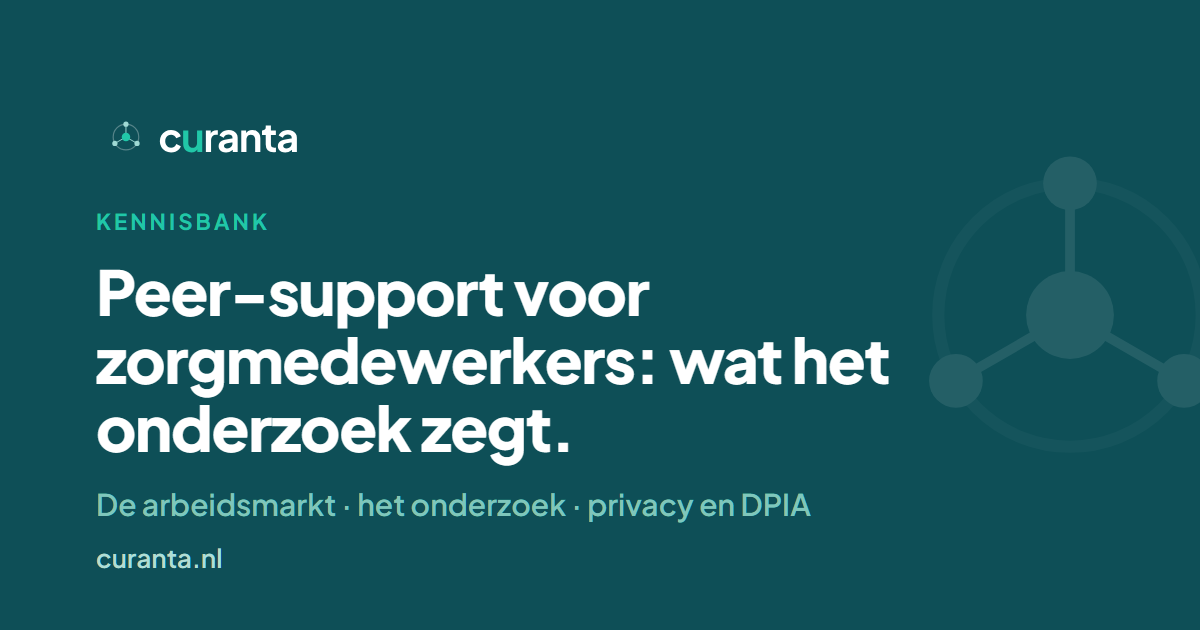 curanta
KENNISBANK
Peer-support voor
zorgmedewerkers: wat het
onderzoek zegt.
De arbeidsmarkt · het onderzoek · privacy en DPIA
curanta.nl